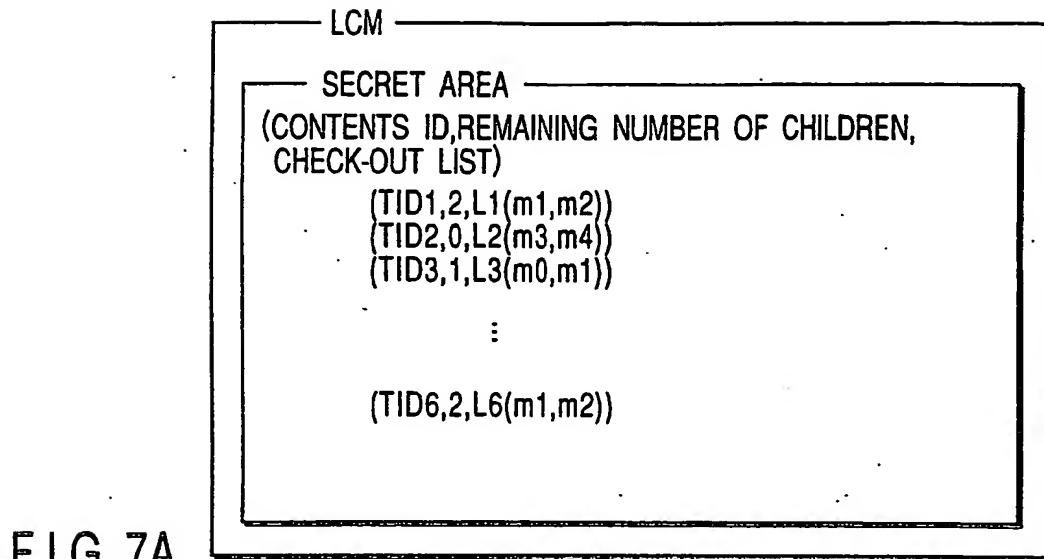 LCM
SECRET AREA
(CONTENTS ID,REMAINING NUMBER OF CHILDREN,
CHECK-OUT LIST)
(TID1,2,L1(m1,m2))
(TID2,0,L2(m3,m4))
(TID3,1,L3(m0,m1))
⋮
(TID6,2,L6(m1,m2))
FIG. 7A